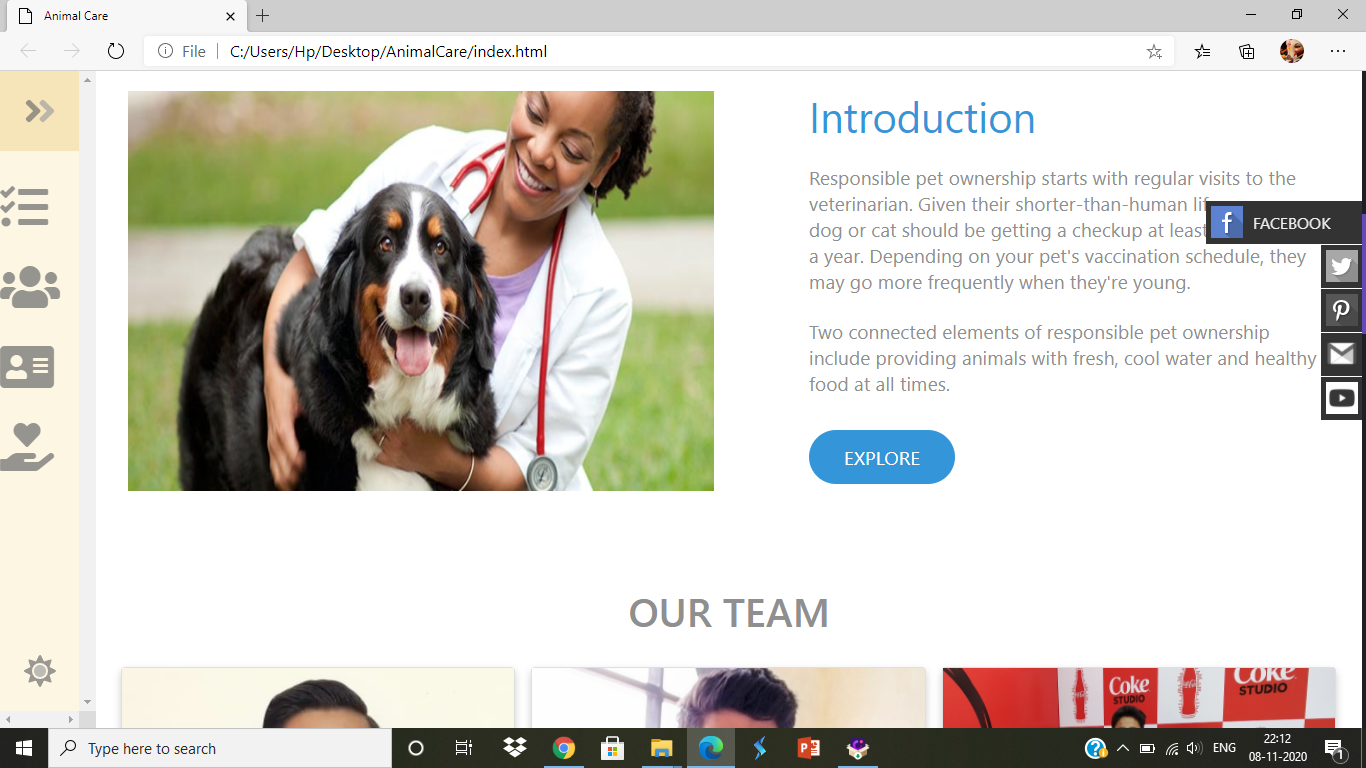 Animal Care
File
C:/Users/Hp/Desktop/AnimalCare/index.html
Introduction
Responsible pet ownership starts with regular visits to the
veterinarian. Given their shorter-than-human
dog or cat should be getting a checkup at least
a year. Depending on your pet's vaccination schedule, they
may go more frequently when they're young.
Two connected elements of responsible pet ownership
include providing animals with fresh, cool water and healthy
food at all times.
EXPLORE
FACEBOOK
OUR TEAM
Coke
STUDIO
Coke
STUDIO
Type here to search
ENG
22:12
08-11-2020
1